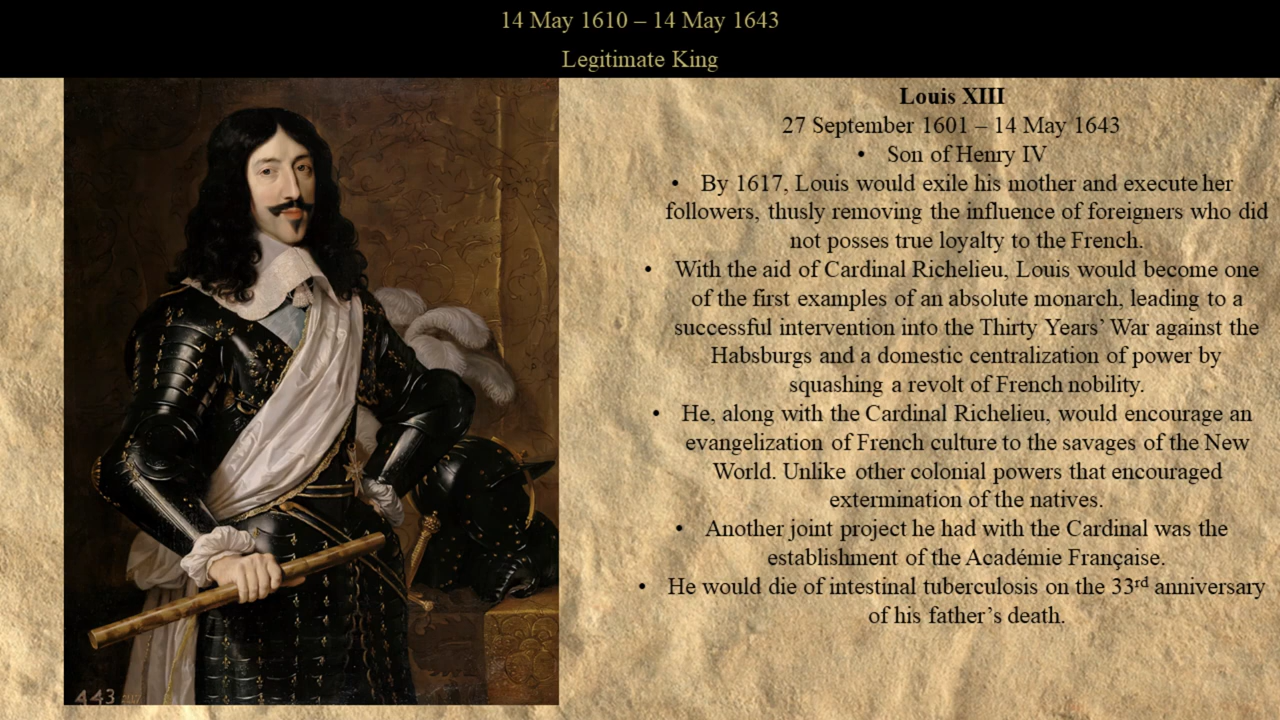 14 May 1610 – 14 May 1643
Legitimate King
Louis XIII
27 September 1601 – 14 May 1643
• Son of Henry IV
• By 1617, Louis would exile his mother and execute her
followers, thusly removing the influence of foreigners who did
not posses true loyalty to the French.
• With the aid of Cardinal Richelieu, Louis would become one
of the first examples of an absolute monarch, leading to a
successful intervention into the Thirty Years’ War against the
Habsburgs and a domestic centralization of power by
squashing a revolt of French nobility.
• He, along with the Cardinal Richelieu, would encourage an
evangelization of French culture to the savages of the New
World. Unlike other colonial powers that encouraged
extermination of the natives.
• Another joint project he had with the Cardinal was the
establishment of the Académie Française.
• He would die of intestinal tuberculosis on the 33rd anniversary
of his father’s death.
443